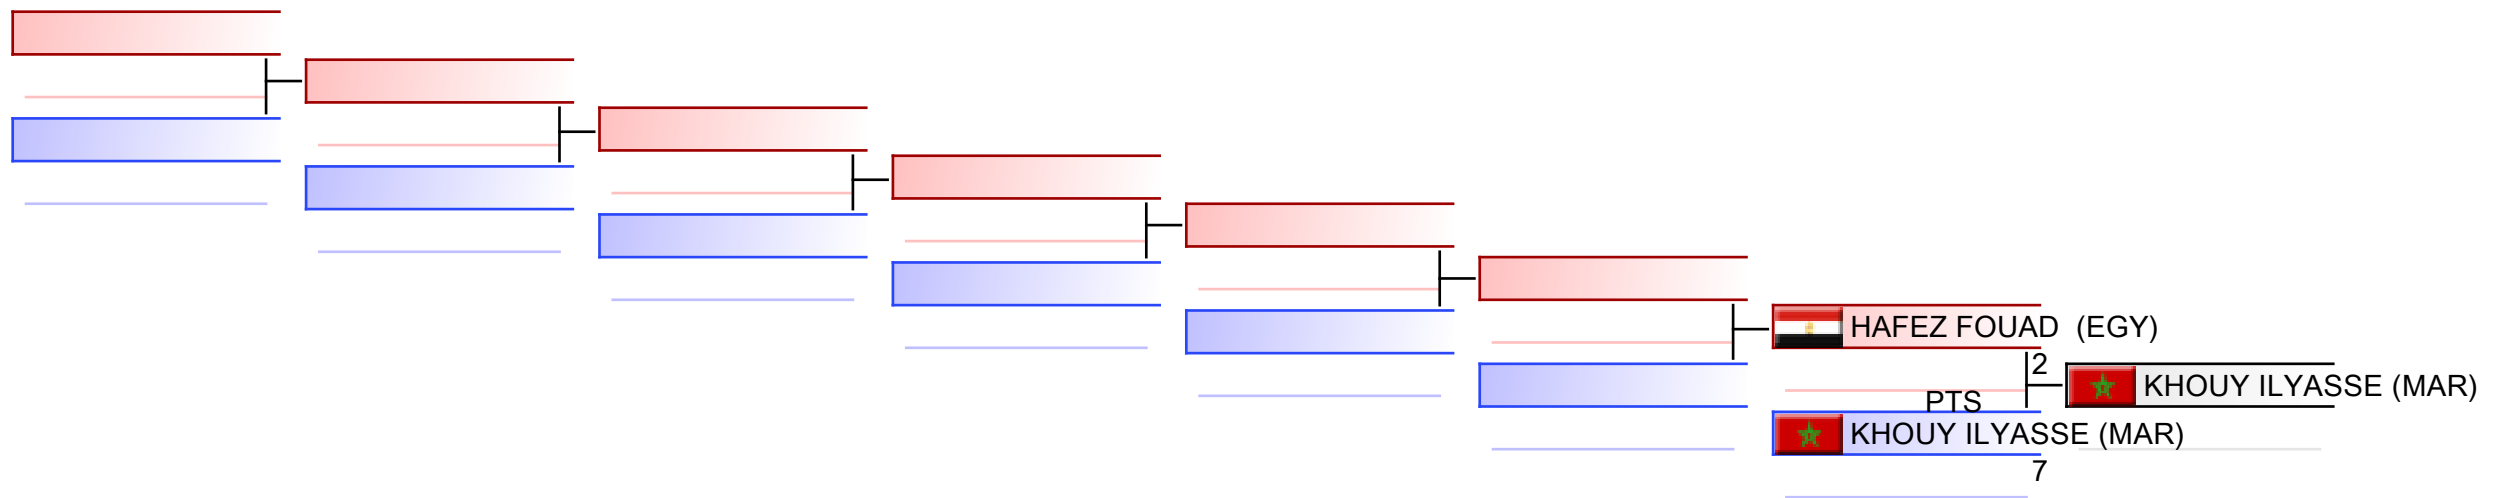 HAFEZ FOUAD  (EGY)
2
KHOUY ILYASSE (MAR)
PTS
KHOUY ILYASSE (MAR)
7